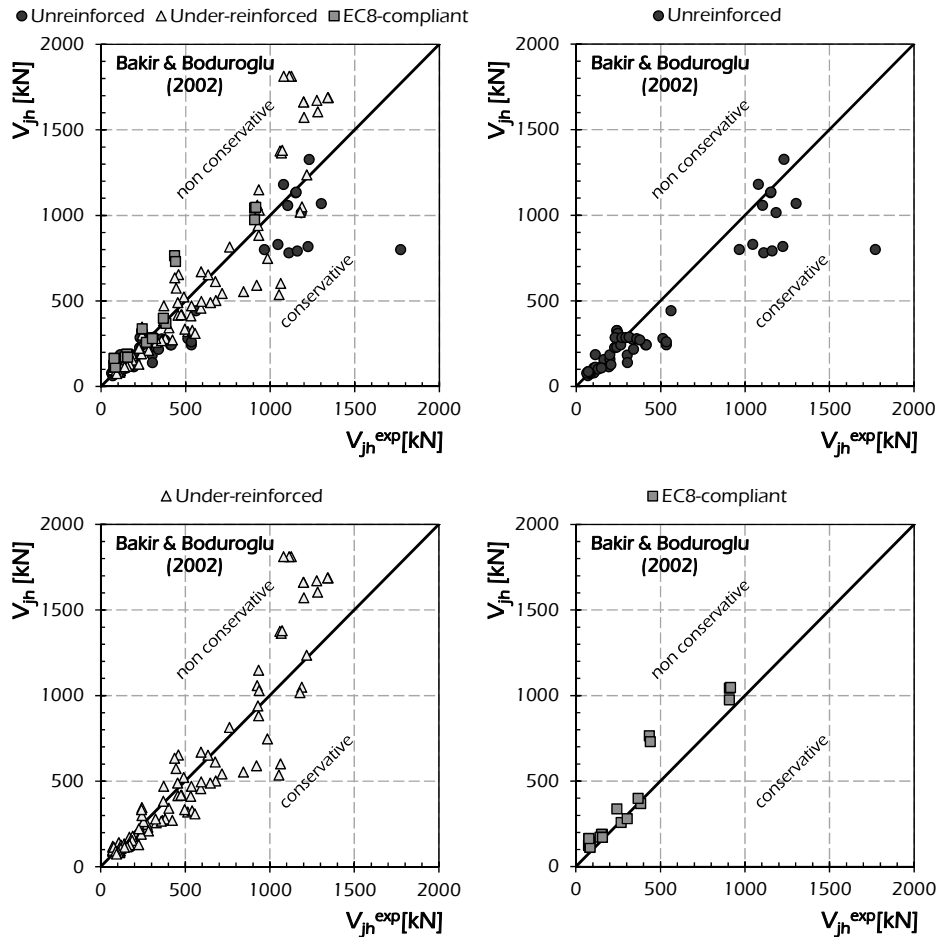 Unreinforced Under-reinforced EC8-compliant
2000
1500
1000
500
0
V_jh [kN]
Bakir & Boduroglu
(2002)
non conservative
conservative
0 500 1000 1500 2000
V_jh^exp[kN]
Unreinforced
2000
1500
1000
500
0
V_jh [kN]
Bakir & Boduroglu
(2002)
non conservative
conservative
0 500 1000 1500 2000
V_jh^exp[kN]
Under-reinforced
2000
1500
1000
500
0
V_jh [kN]
Bakir & Boduroglu
(2002)
non conservative
conservative
0 500 1000 1500 2000
V_jh^exp[kN]
EC8-compliant
2000
1500
1000
500
0
V_jh [kN]
Bakir & Boduroglu
(2002)
non conservative
conservative
0 500 1000 1500 2000
V_jh^exp[kN]